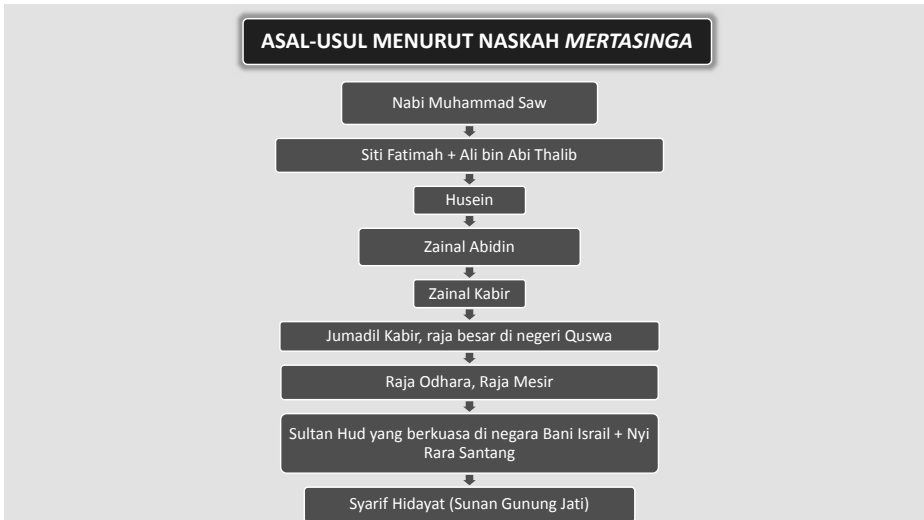 ASAL-USUL MENURUT NASKAH MERTASINGA
Nabi Muhammad Saw
Siti Fatimah + Ali bin Abi Thalib
Husein
Zainal Abidin
Zainal Kabir
Jumadil Kabir, raja besar di negeri Quswa
Raja Odhara, Raja Mesir
Sultan Hud yang berkuasa di negara Bani Israil + Nyi
Rara Santang
Syarif Hidayat (Sunan Gunung Jati)